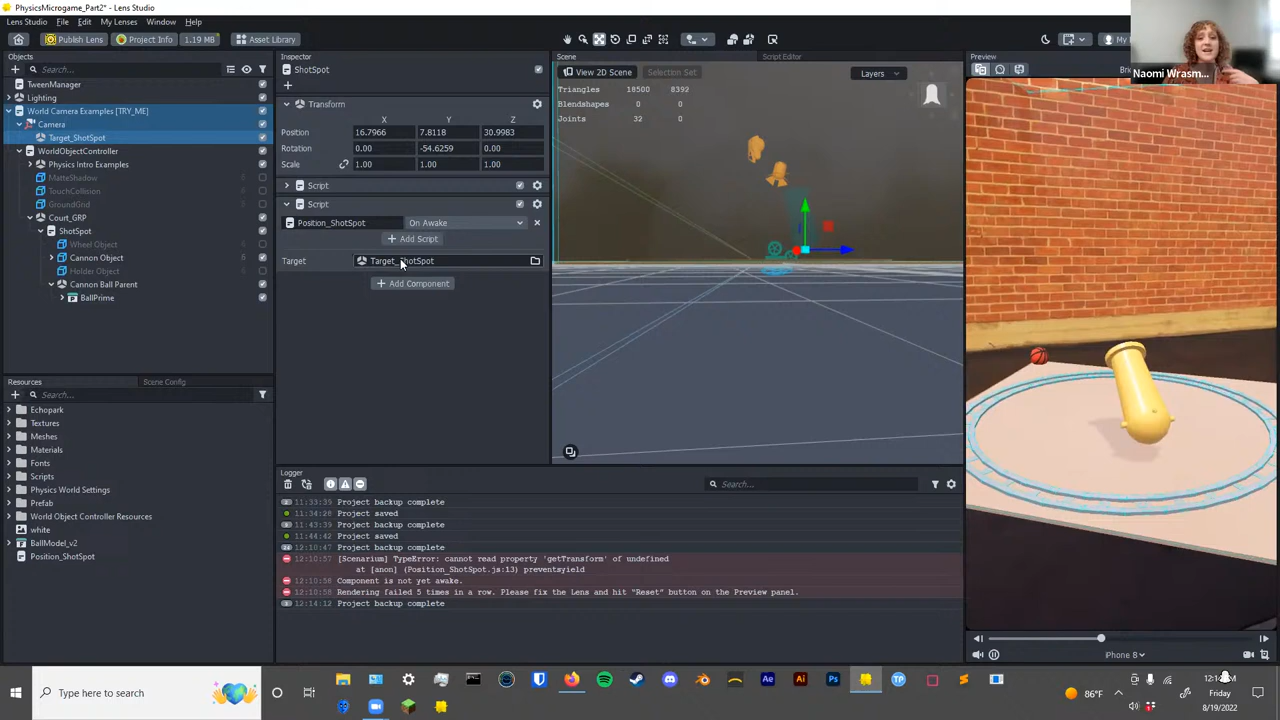 PhysicsMicrogame_Part2* - Lens Studio
Lens Studio File Edit My Lenses Window Help
Publish Lens Project Info 1.19 MB Asset Library
Naomi Wrasm...
Objects
Search...
TweenManager
Lighting
World Camera Examples [TRY_ME]
Camera
Target_ShotSpot
WorldObjectController
Physics Intro Examples
MatteShadow
TouchCollision
GroundGrid
Court_GRP
ShotSpot
Wheel Object
Cannon Object
Holder Object
Cannon Ball Parent
BallPrime
Resources Scene Config
Search...
Echopark
Textures
Meshes
Materials
Fonts
Scripts
Physics World Settings
Prefab
World Object Controller Resources
white
BallModel_v2
Position_ShotSpot
Inspector
ShotSpot
Transform
X Y Z
Position 16.7966 7.8118 30.9983
Rotation 0.00 -54.6259 0.00
Scale 1.00 1.00 1.00
Script
Script
Position_ShotSpot On Awake
Add Script
Target Target_ShotSpot
Add Component
Scene Script Editor
View 2D Scene Selection Set Layers
Triangles 18500 8392
Blendshapes 0 0
Joints 32 0
Preview
Logger
Search...
11:33:39 Project backup complete
11:34:28 Project saved
11:43:39 Project backup complete
11:44:42 Project saved
12:10:47 Project backup complete
12:10:57 [Scenarium] TypeError: cannot read property 'getTransform' of undefined
at [anon] (Position_ShotSpot.js:13) preventsyield
12:10:58 Component is not yet awake.
12:10:58 Rendering failed 5 times in a row. Please fix the Lens and hit "Reset" button on the Preview panel.
12:14:12 Project backup complete
iPhone 8
Type here to search
86°F
Friday
8/19/2022